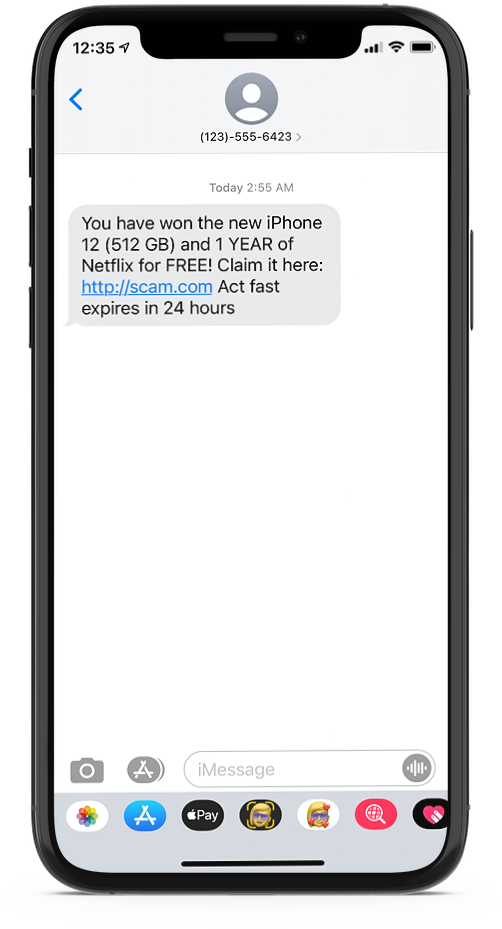 12:35
(123)-555-6423
Today 2:55 AM
You have won the new iPhone
12 (512 GB) and 1 YEAR of
Netflix for FREE! Claim it here:
http://scam.com Act fast
expires in 24 hours
iMessage
Pay